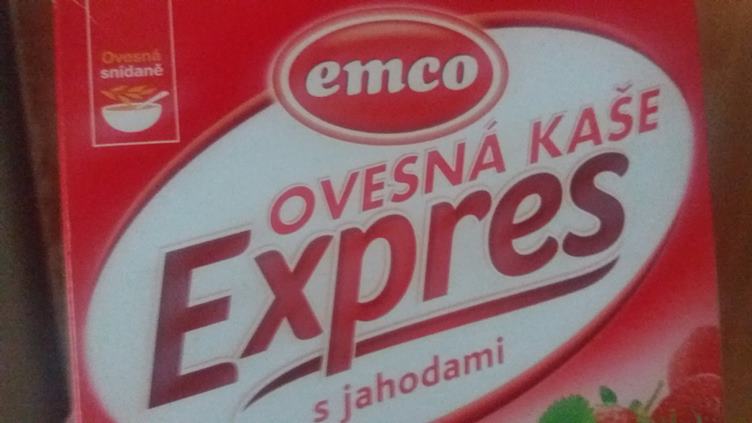 Ovesná
snídaně
emco
OVESNÁ KAŠE
Expres
s jahodami